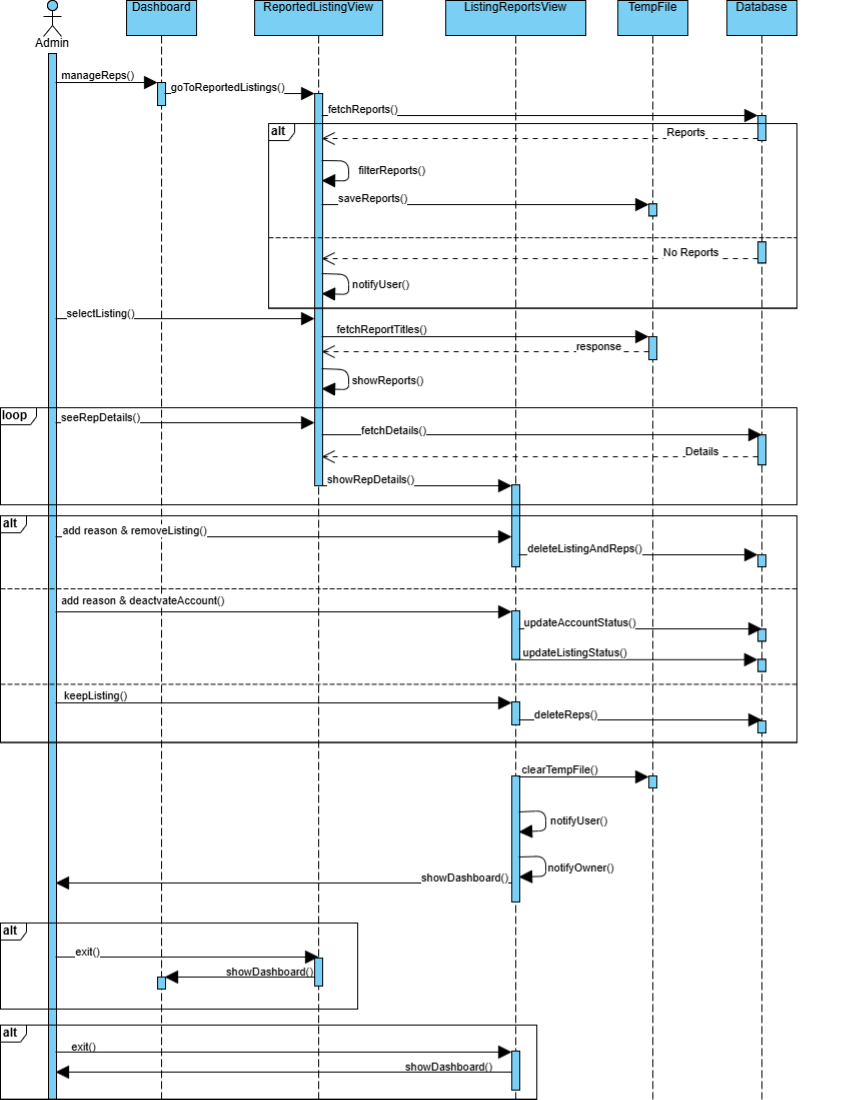 Dashboard
ReportedListingView
ListingReportsView
TempFile
Database
Admin
manageReps()
goToReportedListings()
fetchReports()
alt
Reports
filterReports()
saveReports()
No Reports
notifyUser()
selectListing()
fetchReportTitles()
response
showReports()
loop
seeRepDetails()
fetchDetails()
Details
showRepDetails()
alt
add reason & removeListing()
deleteListingAndReps()
add reason & deactvateAccount()
updateAccountStatus()
updateListingStatus()
keepListing()
deleteReps()
clearTempFile()
notifyUser()
notifyOwner()
showDashboard()
alt
exit()
showDashboard()
alt
exit()
showDashboard()